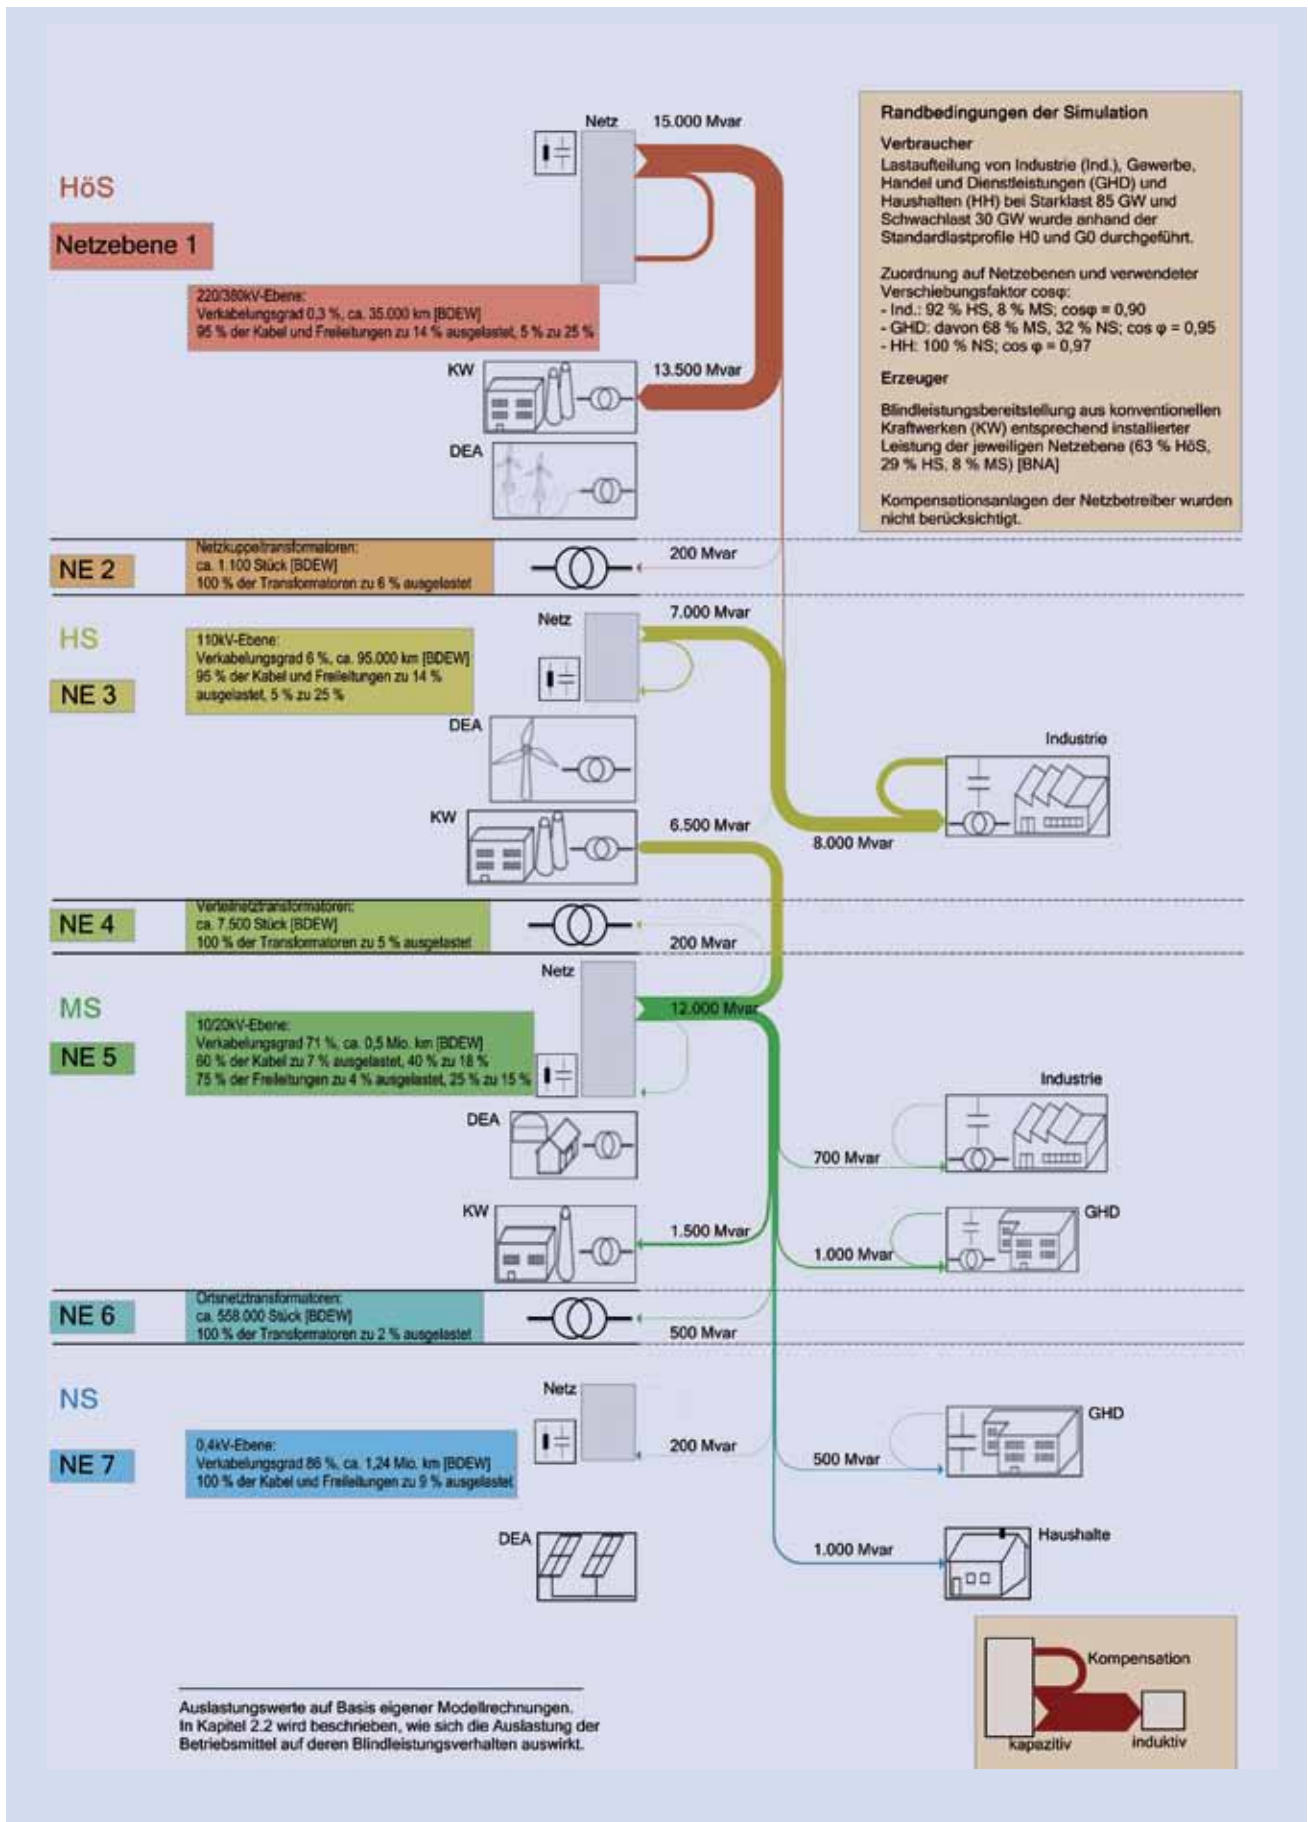 Netz
15.000 Mvar
HöS
Netzebene 1
220/380kV-Ebene:
Verkabelungsgrad 0,3 %, ca. 35.000 km [BDEW]
95 % der Kabel und Freileitungen zu 14 % ausgelastet, 5 % zu 25 %
KW
13.500 Mvar
DEA
Randbedingungen der Simulation
Verbraucher
Lastaufteilung von Industrie (Ind.), Gewerbe,
Handel und Dienstleistungen (GHD) und
Haushalten (HH) bei Starklast 85 GW und
Schwachlast 30 GW wurde anhand der
Standardlastprofile H0 und G0 durchgeführt.
Zuordnung auf Netzebenen und verwendeter
Verschiebungsfaktor cosφ:
- Ind.: 92 % HS, 8 % MS; cosφ = 0,90
- GHD: davon 68 % MS, 32 % NS; cos φ = 0,95
- HH: 100 % NS; cos φ = 0,97
Erzeuger
Blindleistungsbereitstellung aus konventionellen
Kraftwerken (KW) entsprechend installierter
Leistung der jeweiligen Netzebene (63 % HöS,
29 % HS, 8 % MS) [BNA]
Kompensationsanlagen der Netzbetreiber wurden
nicht berücksichtigt.
NE 2
Netzkuppeltransformatoren:
ca. 1.100 Stück [BDEW]
100 % der Transformatoren zu 6 % ausgelastet
200 Mvar
HS
NE 3
110kV-Ebene:
Verkabelungsgrad 6 %, ca. 95.000 km [BDEW]
95 % der Kabel und Freileitungen zu 14 %
ausgelastet, 5 % zu 25 %
Netz
7.000 Mvar
DEA
Industrie
KW
6.500 Mvar
8.000 Mvar
NE 4
Verteilnetztransformatoren:
ca. 7.500 Stück [BDEW]
100 % der Transformatoren zu 5 % ausgelastet
200 Mvar
MS
NE 5
10/20kV-Ebene:
Verkabelungsgrad 71 %, ca. 0,5 Mio. km [BDEW]
60 % der Kabel zu 7 % ausgelastet, 40 % zu 18 %
75 % der Freileitungen zu 4 % ausgelastet, 25 % zu 15 %
Netz
12.000 Mvar
Industrie
DEA
700 Mvar
KW
1.500 Mvar
GHD
1.000 Mvar
NE 6
Ortsnetztransformatoren:
ca. 558.000 Stück [BDEW]
100 % der Transformatoren zu 2 % ausgelastet
500 Mvar
NS
NE 7
0,4kV-Ebene:
Verkabelungsgrad 86 %, ca. 1,24 Mio. km [BDEW]
100 % der Kabel und Freileitungen zu 9 % ausgelastet
Netz
200 Mvar
GHD
500 Mvar
DEA
1.000 Mvar
Haushalte
Auslastungswerte auf Basis eigener Modellrechnungen.
In Kapitel 2.2 wird beschrieben, wie sich die Auslastung der
Betriebsmittel auf deren Blindleistungsverhalten auswirkt.
Kompensation
kapazitiv
induktiv